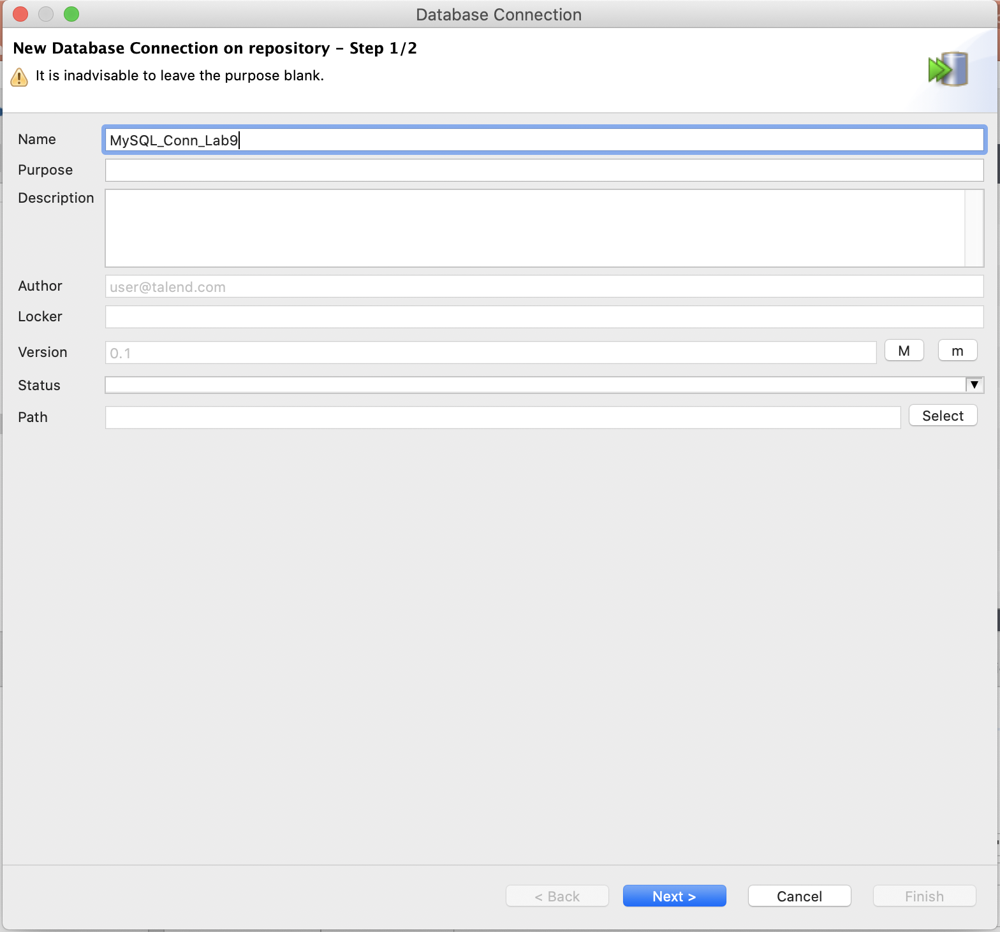 Database Connection
New Database Connection on repository - Step 1/2
It is inadvisable to leave the purpose blank.
Name MySQL_Conn_Lab9
Purpose
Description
Author user@talend.com
Locker
Version 0.1 M m
Status
Path Select
< Back Next > Cancel Finish